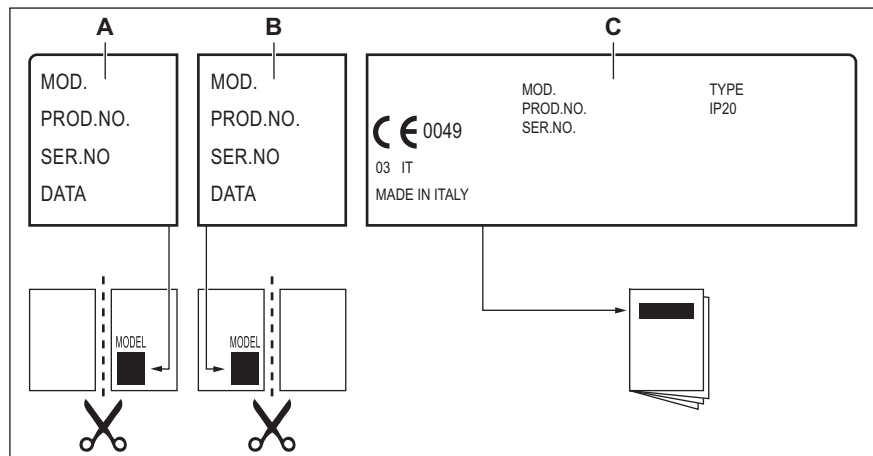 A
B
C
MOD.
PROD.NO.
SER.NO
DATA
MOD.
PROD.NO.
SER.NO
DATA
CE 0049
03 IT
MADE IN ITALY
MOD.
PROD.NO.
SER.NO.
TYPE
IP20
MODEL
MODEL